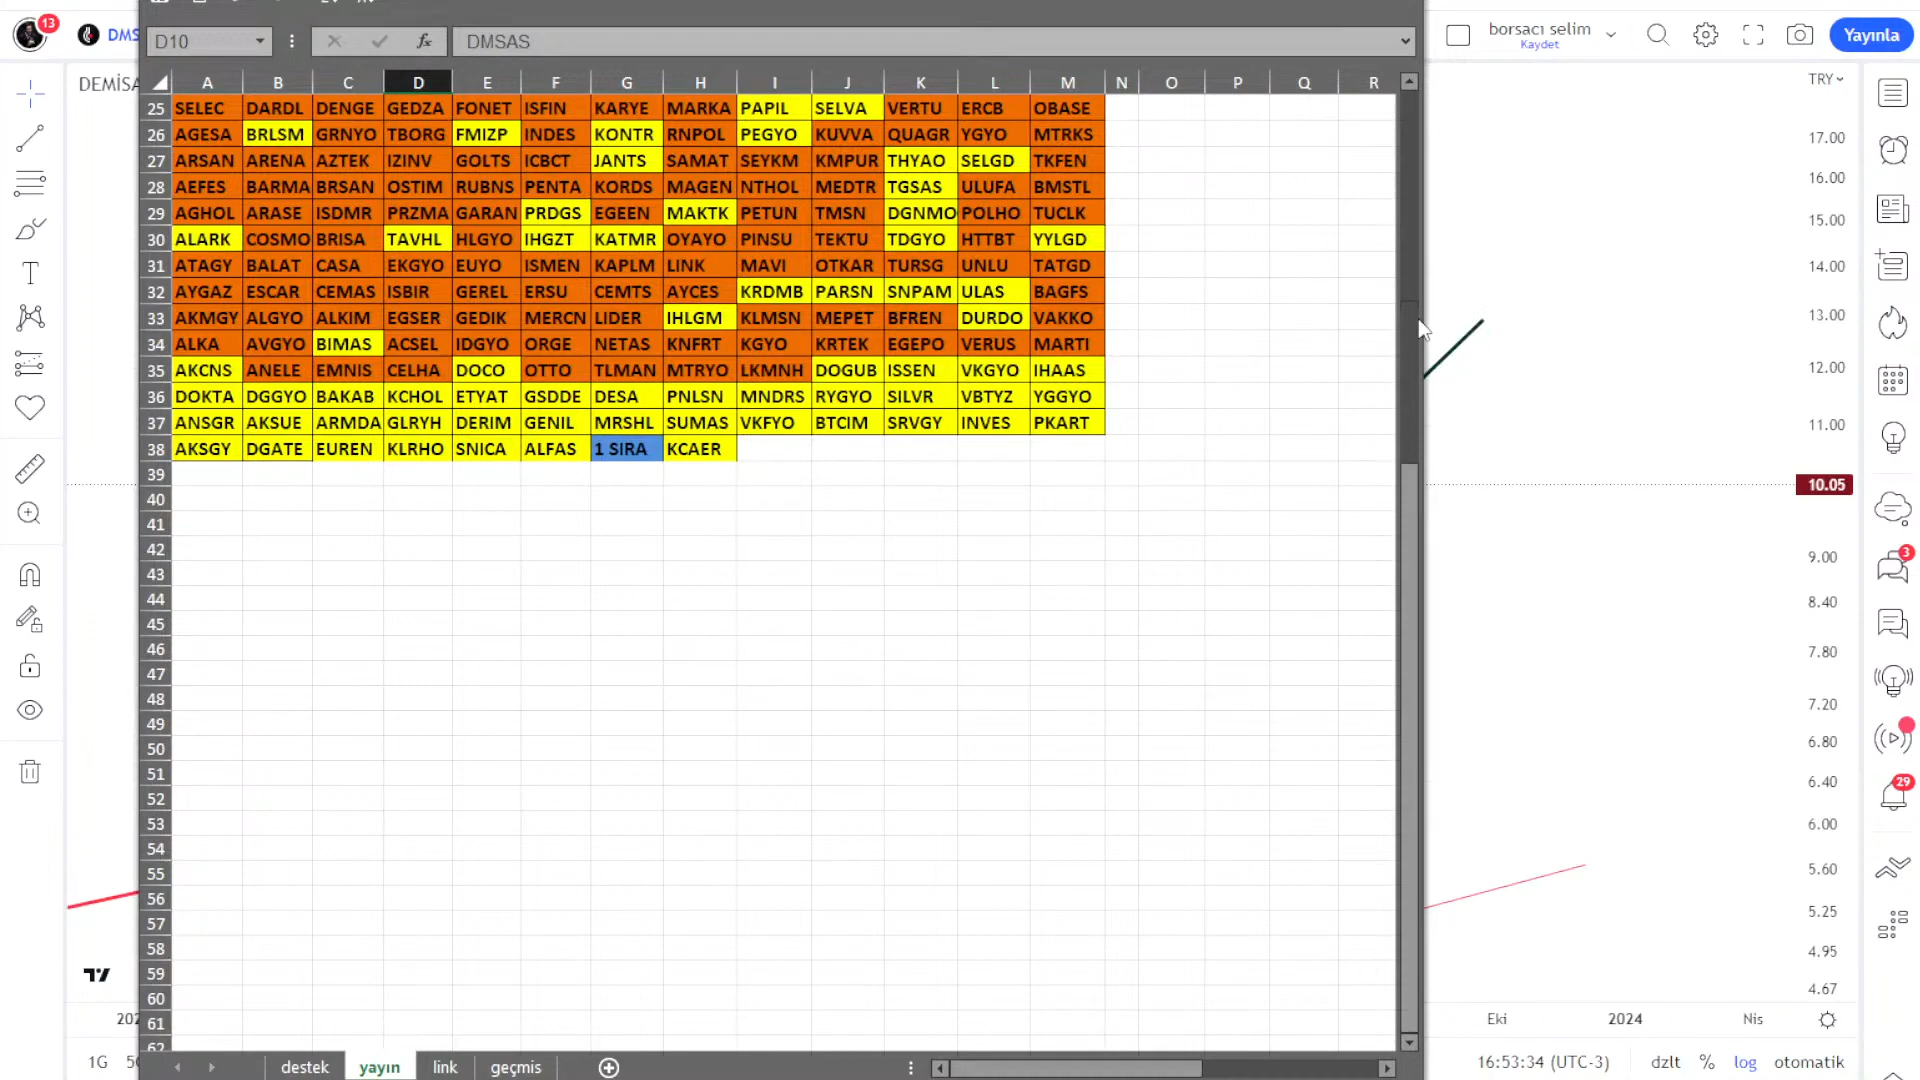 13 DMS D10 DMSAS borsacı selim Kaydet Yayınla
DEMİSA A B C D E F G H I J K L M N O P Q R TRY
25 SELEC DARDL DENGE GEDZA FONET ISFIN KARYE MARKA PAPIL SELVA VERTU ERCB OBASE
26 AGESA BRLSM GRNYO TBORG FMIZP INDES KONTR RNPOL PEGYO KUVVA QUAGR YGYO MTRKS 17.00
27 ARSAN ARENA AZTEK IZINV GOLTS ICBCT JANTS SAMAT SEYKM KMPUR THYAO SELGD TKFEN
28 AEFES BARMA BRSAN OSTIM RUBNS PENTA KORDS MAGEN NTHOL MEDTR TGSAS ULUFA BMSTL 16.00
29 AGHOL ARASE ISDMR PRZMA GARAN PRDGS EGEEN MAKTK PETUN TMSN DGNMO POLHO TUCLK 15.00
30 ALARK COSMO BRISA TAVHL HLGYO IHGZT KATMR OYAYO PINSU TEKTU TDGYO HTTBT YYLGD
31 ATAGY BALAT CASA EKGYO EUYO ISMEN KAPLM LINK MAVI OTKAR TURSG UNLU TATGD 14.00
32 AYGAZ ESCAR CEMAS ISBIR GEREL ERSU CEMTS AYCES KRDMB PARSN SNPAM ULAS BAGFS
33 AKMGY ALGYO ALKIM EGSER GEDIK MERCN LIDER IHLGM KLMSN MEPET BFREN DURDO VAKKO 13.00
34 ALKA AVGYO BIMAS ACSEL IDGYO ORGE NETAS KNFRT KGYO KRTEK EGEPO VERUS MARTI
35 AKCNS ANELE EMNIS CELHA DOCO OTTO TLMAN MTRYO LKMNH DOGUB ISSEN VKGYO IHAAS 12.00
36 DOKTA DGGYO BAKAB KCHOL ETYAT GSDDE DESA PNLSN MNDRS RYGYO SILVR VBTYZ YGGYO
37 ANSGR AKSUE ARMDA GLRYH DERIM GENIL MRSHL SUMAS VKFYO BTCIM SRVGY INVES PKART 11.00
38 AKSGY DGATE EUREN KLRHO SNICA ALFAS 1 SIRA KCAER
39
40 10.05
41
42 9.00
43 3
44 8.40
45
46 7.80
47
48 7.20
49
50 6.80
51 6.40 29
52
53 6.00
54
55 5.60
56
57 5.25
58 4.95
59
60 4.67
61 202 Eki 2024 Nis
62
1G 5 destek yayın link geçmis 16:53:34 (UTC-3) dzlt % log otomatik